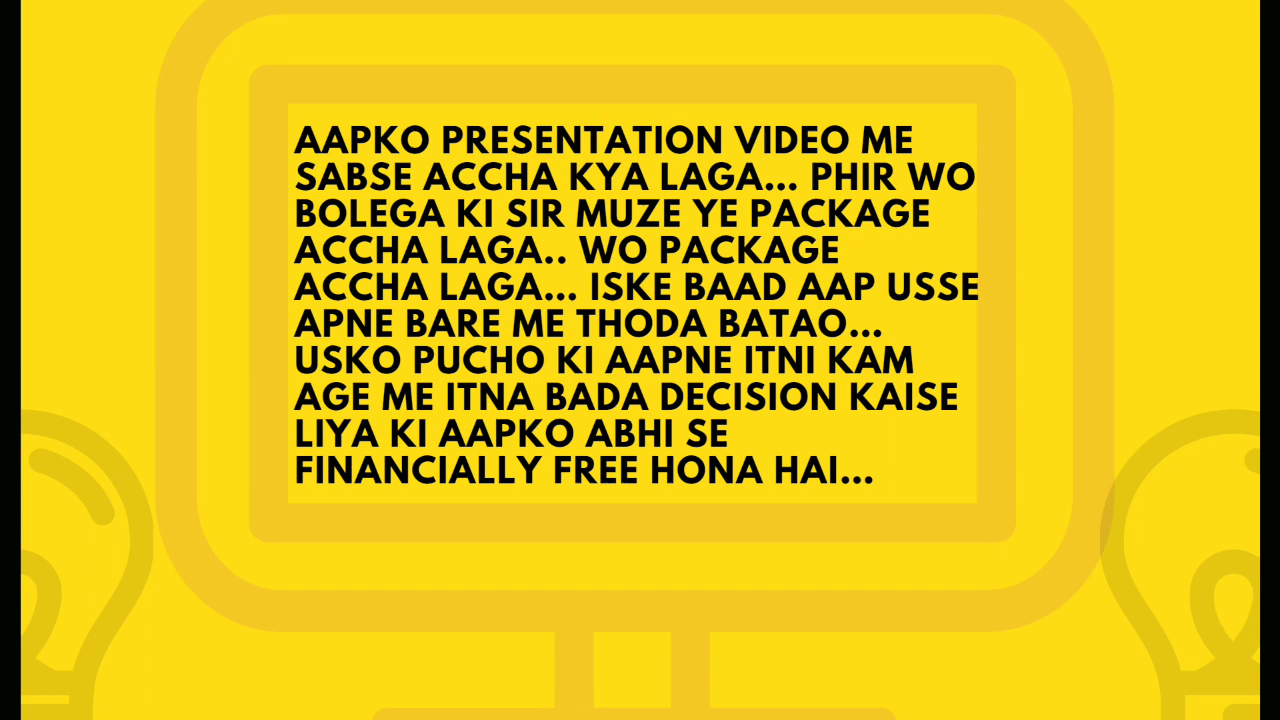 AAPKO PRESENTATION VIDEO ME
SABSE ACCHA KYA LAGA... PHIR WO
BOLEGA KI SIR MUZE YE PACKAGE
ACCHA LAGA.. WO PACKAGE
ACCHA LAGA... ISKE BAAD AAP USSE
APNE BARE ME THODA BATAO...
USKO PUCHO KI AAPNE ITNI KAM
AGE ME ITNA BADA DECISION KAISE
LIYA KI AAPKO ABHI SE
FINANCIALLY FREE HONA HAI...